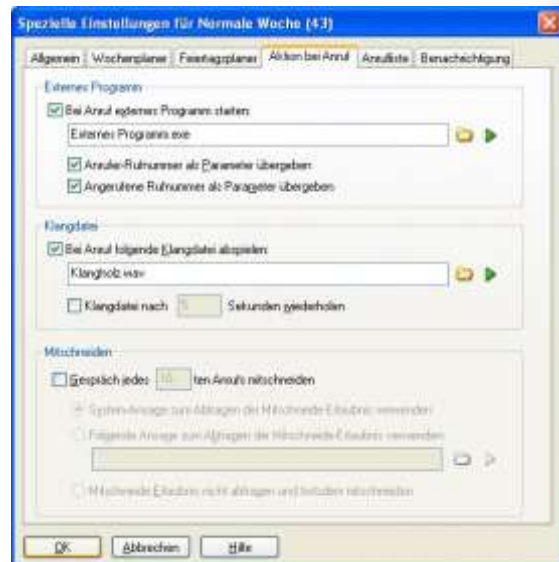 Spezielle Einstellungen für Normale Woche (43)
Allgemein Wochenplaner Feiertagsplaner Aktion bei Anruf Anrufliste Benachrichtigung
Externes Programm
Bei Anruf externes Programm starten:
Externes Programm.exe
Anrufer-Rufnummer als Parameter übergeben
Angerufene Rufnummer als Parameter übergeben
Klangdatei
Bei Anruf folgende Klangdatei abspielen:
Klangholz.wav
Klangdatei nach 5 Sekunden wiederholen
Mitschneiden
Gespräch jedes 10 ten Anrufs mitschneiden
System-Ansage zum Abfragen der Mitschneide-Erlaubnis verwenden
Folgende Ansage zum Abfragen der Mitschneide-Erlaubnis verwenden:
Mitschneide-Erlaubnis nicht abfragen und trotzdem mitschneiden
OK Abbrechen Hilfe